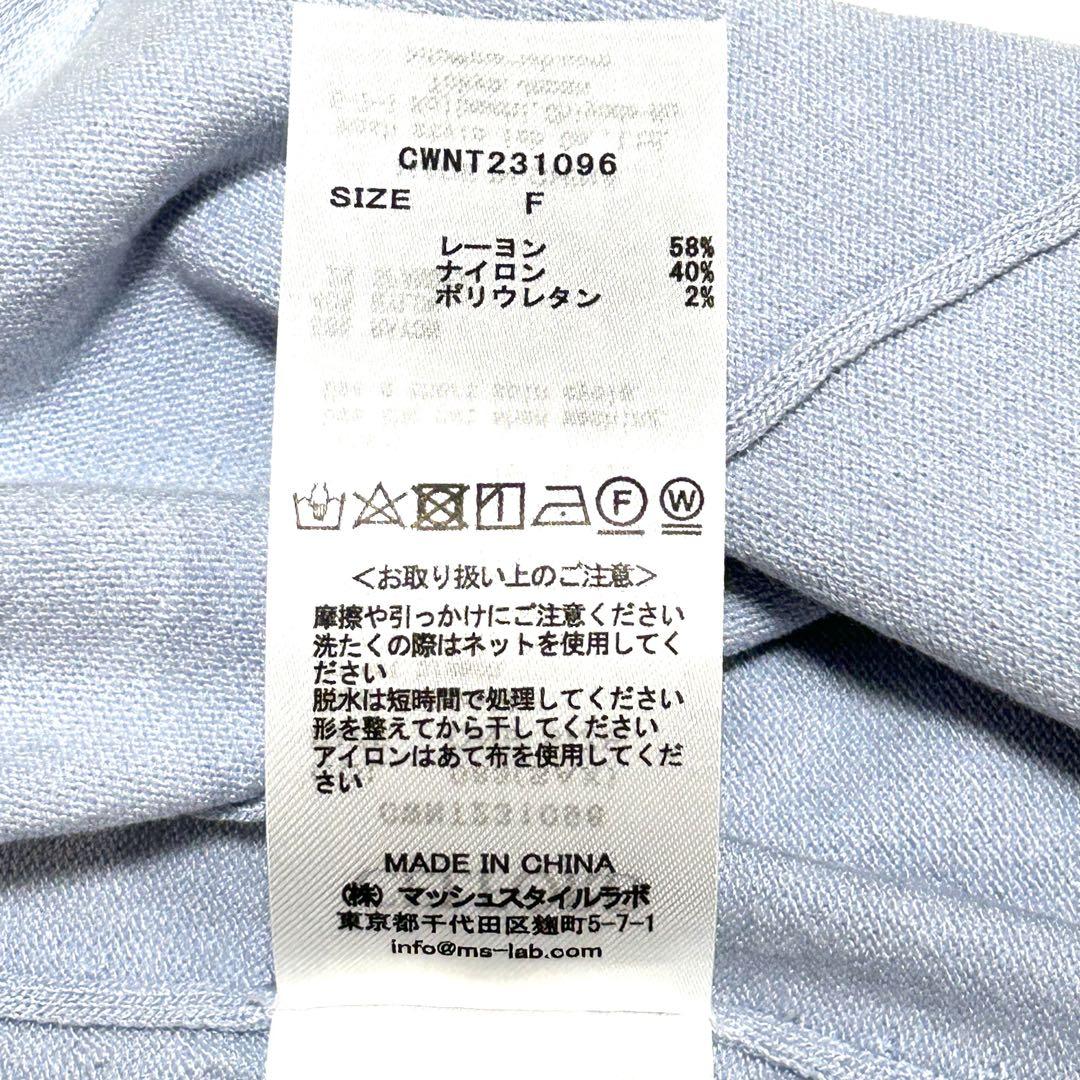 CWNT231096
SIZE F
レーヨン 58%
ナイロン 40%
ポリウレタン 2%
F W
<お取り扱い上のご注意>
摩擦や引っかけにご注意ください
洗たくの際はネットを使用してく
ださい
脱水は短時間で処理してください
形を整えてから干してください
アイロンはあて布を使用してくだ
さい
MADE IN CHINA
(株) マッシュスタイルラボ
東京都千代田区麹町5-7-1
info@ms-lab.com